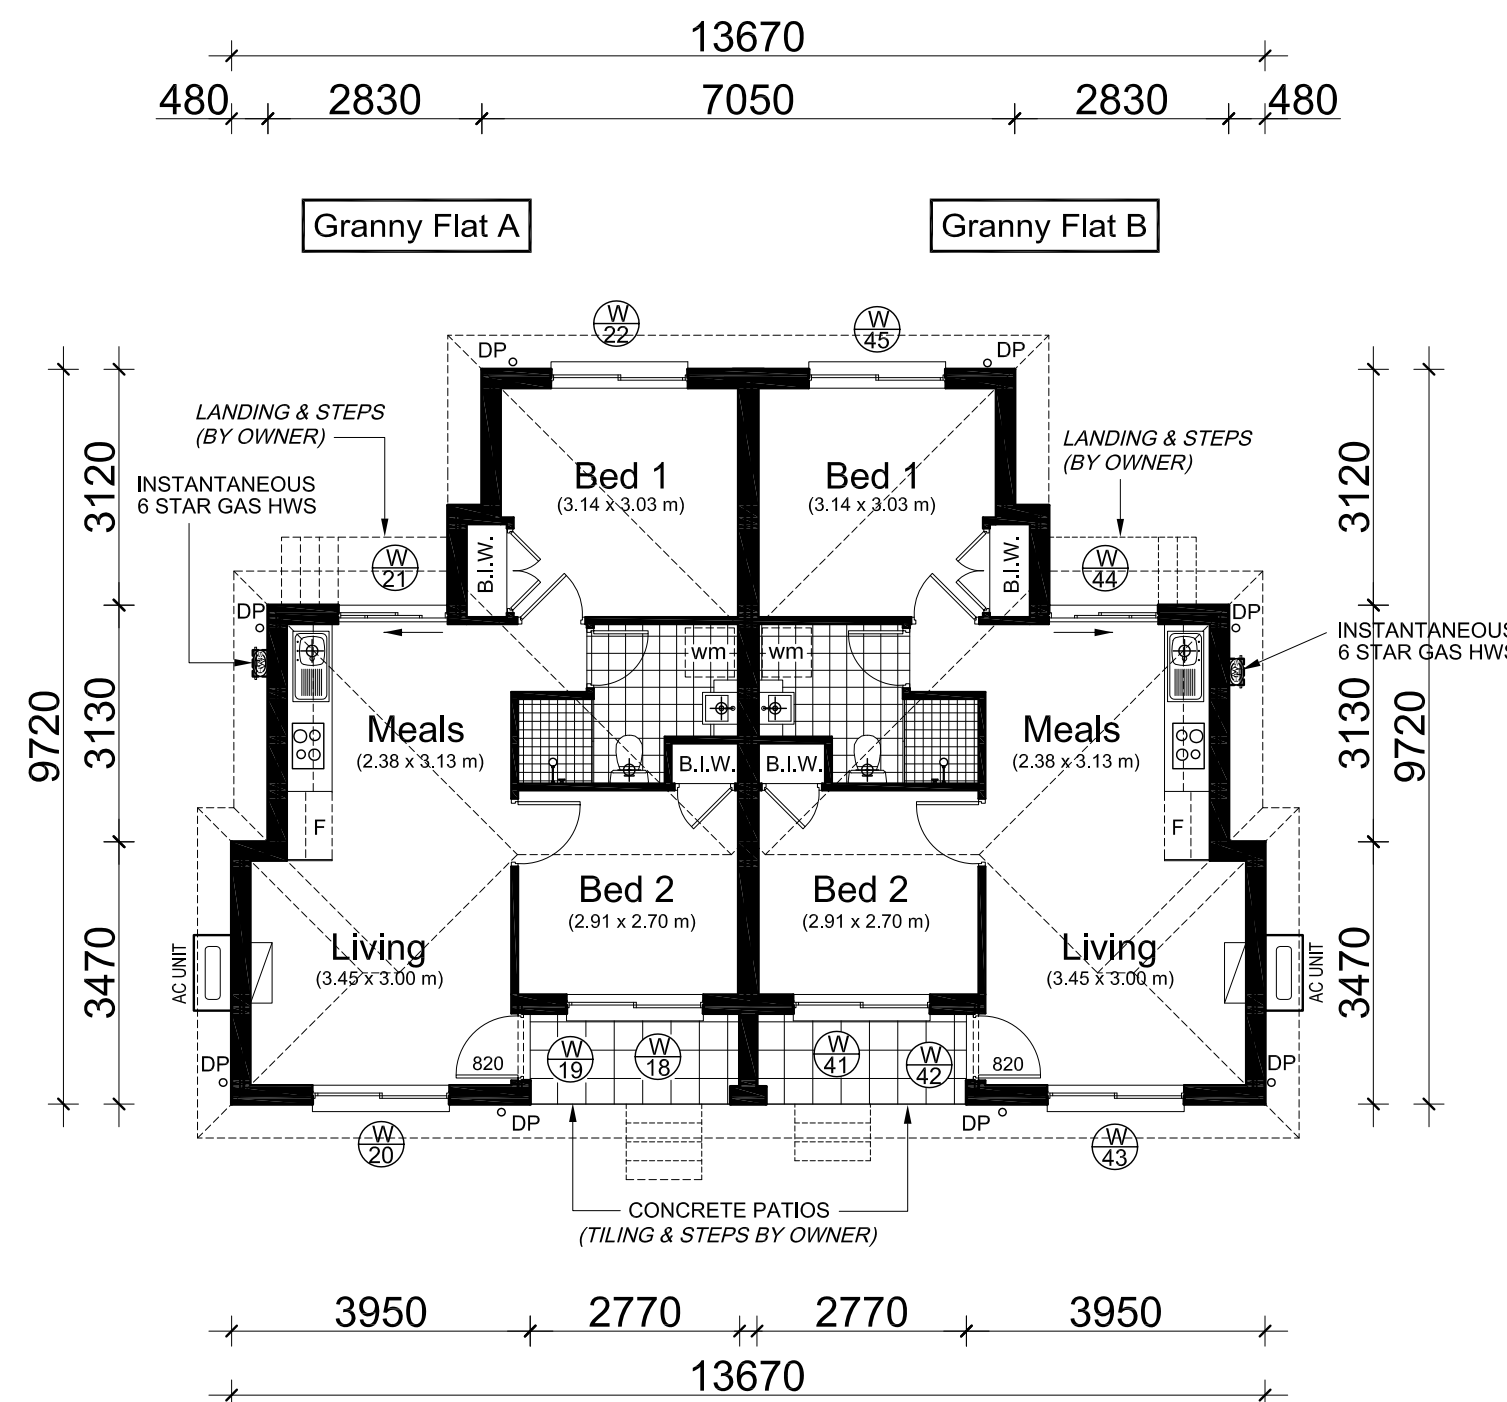 13670
480 2830 7050 2830 480
Granny Flat A
Granny Flat B
W
22
W
45
DP
DP
LANDING & STEPS
(BY OWNER)
LANDING & STEPS
(BY OWNER)
INSTANTANEOUS
6 STAR GAS HWS
3120
3120
Bed 1
(3.14 x 3.03 m)
Bed 1
(3.14 x 3.03 m)
B.I.W.
B.I.W.
W
21
W
44
DP
DP
INSTANTANEOUS
6 STAR GAS HWS
wm
wm
9720
3130
3130
9720
Meals
(2.38 x 3.13 m)
Meals
(2.38 x 3.13 m)
B.I.W.
B.I.W.
F
F
Bed 2
(2.91 x 2.70 m)
Bed 2
(2.91 x 2.70 m)
Living
(3.45 x 3.00 m)
Living
(3.45 x 3.00 m)
3470
AC UNIT
AC UNIT
3470
DP
820
W
19
W
18
W
41
W
42
820
DP
DP
DP
W
20
W
43
CONCRETE PATIOS
(TILING & STEPS BY OWNER)
3950 2770 2770 3950
13670